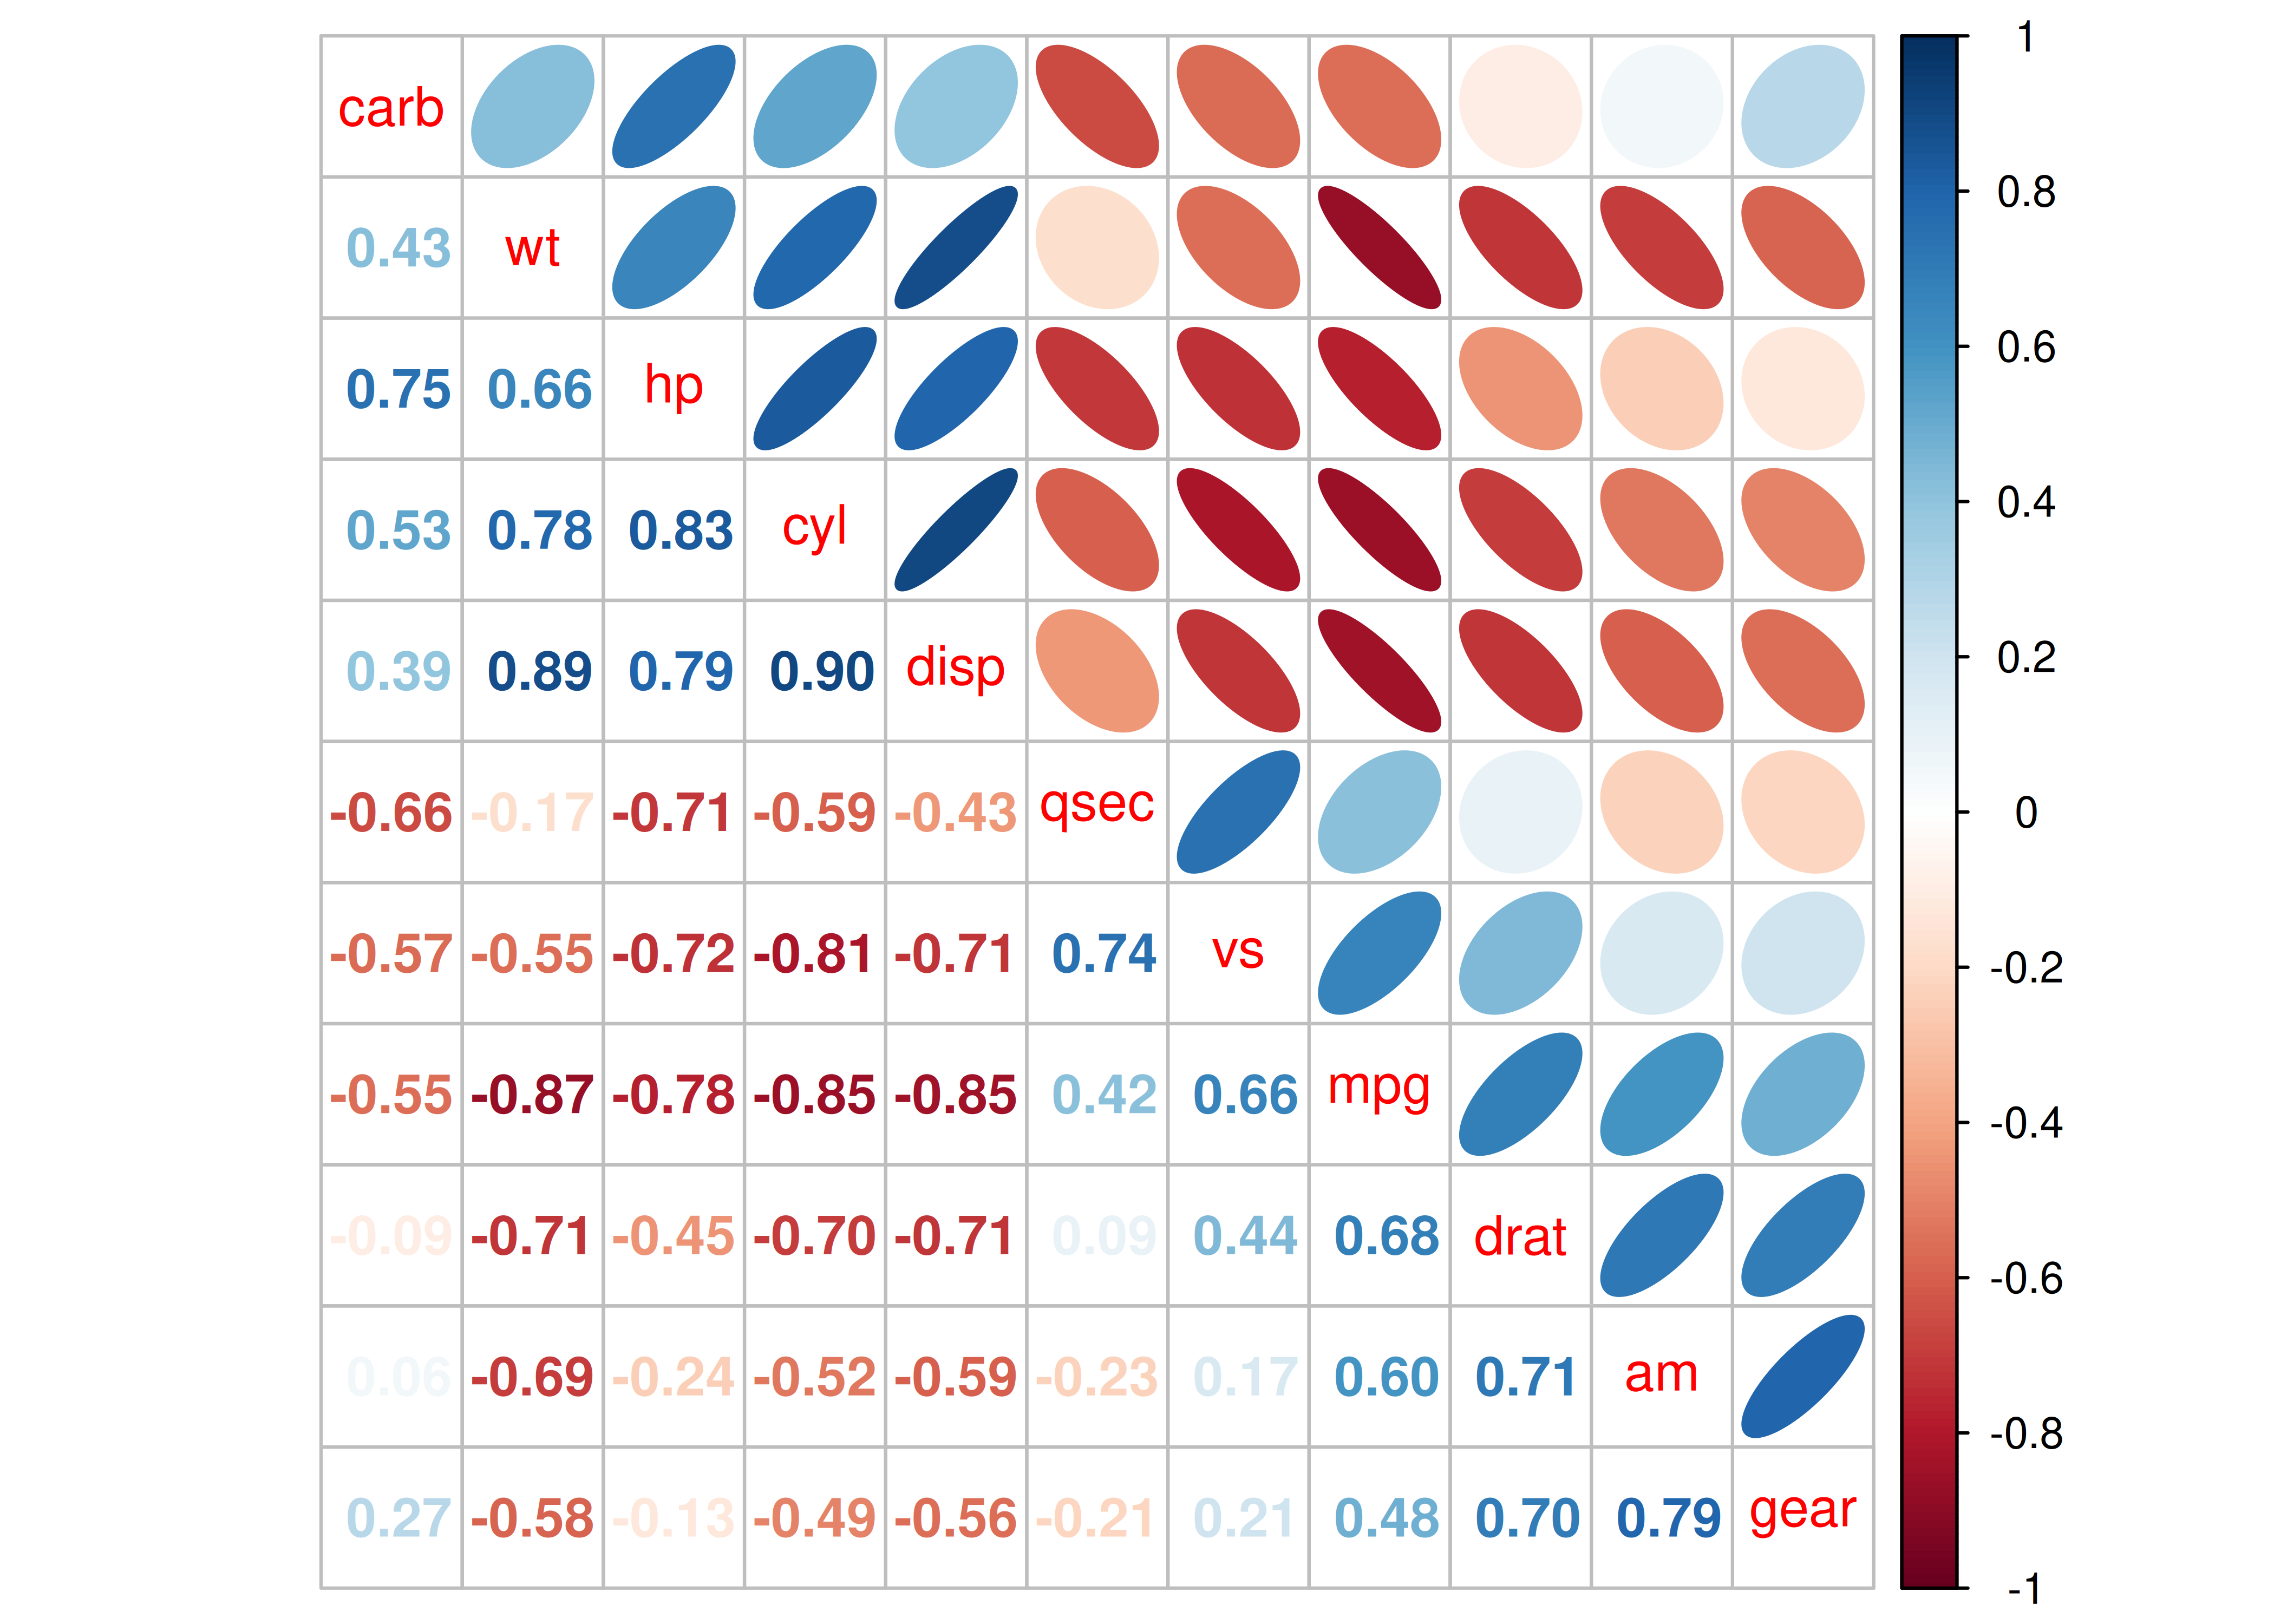 carb
0.43 wt
0.75 0.66 hp
0.53 0.78 0.83 cyl
0.39 0.89 0.79 0.90 disp
-0.66 -0.17 -0.71 -0.59 -0.43 qsec
-0.57 -0.55 -0.72 -0.81 -0.71 0.74 vs
-0.55 -0.87 -0.78 -0.85 -0.85 0.42 0.66 mpg
-0.09 -0.71 -0.45 -0.70 -0.71 0.09 0.44 0.68 drat
0.06 -0.69 -0.24 -0.52 -0.59 -0.23 0.17 0.60 0.71 am
0.27 -0.58 -0.13 -0.49 -0.56 -0.21 0.21 0.48 0.70 0.79 gear
1
0.8
0.6
0.4
0.2
0
-0.2
-0.4
-0.6
-0.8
-1